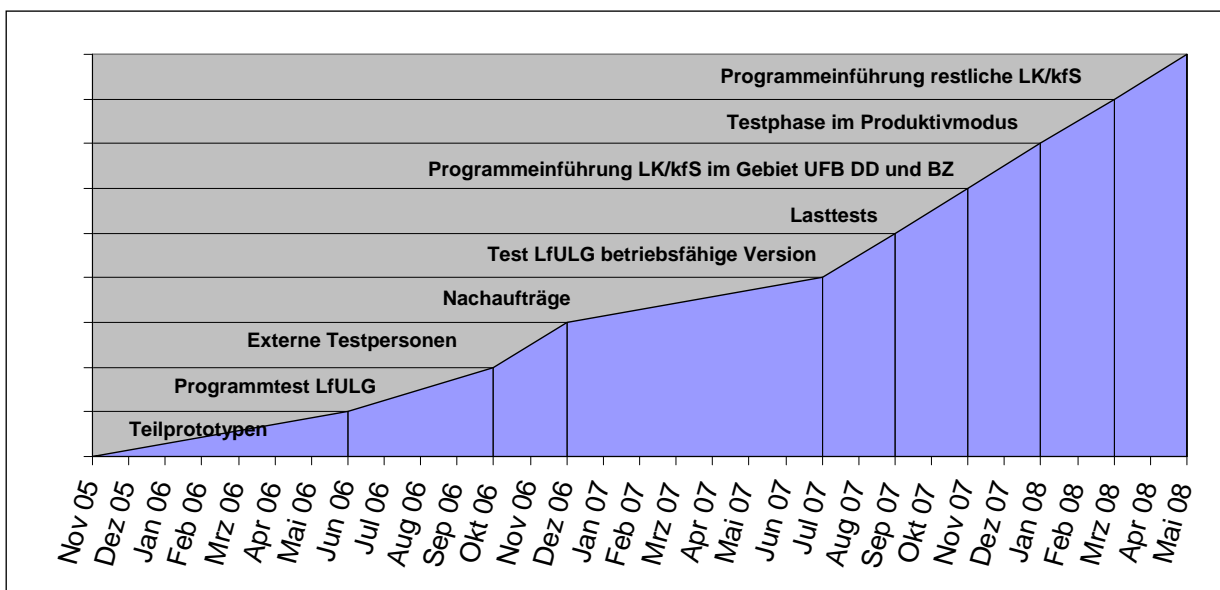 Programmeinführung restliche LK/kfS
Testphase im Produktivmodus
Programmeinführung LK/kfS im Gebiet UFB DD und BZ
Lasttests
Test LfULG betriebsfähige Version
Nachaufträge
Externe Testpersonen
Programmtest LfULG
Teilprototypen
Nov 05
Dez 05
Jan 06
Feb 06
Mrz 06
Apr 06
Mai 06
Jun 06
Jul 06
Aug 06
Sep 06
Okt 06
Nov 06
Dez 06
Jan 07
Feb 07
Mrz 07
Apr 07
Mai 07
Jun 07
Jul 07
Aug 07
Sep 07
Okt 07
Nov 07
Dez 07
Jan 08
Feb 08
Mrz 08
Apr 08
Mai 08